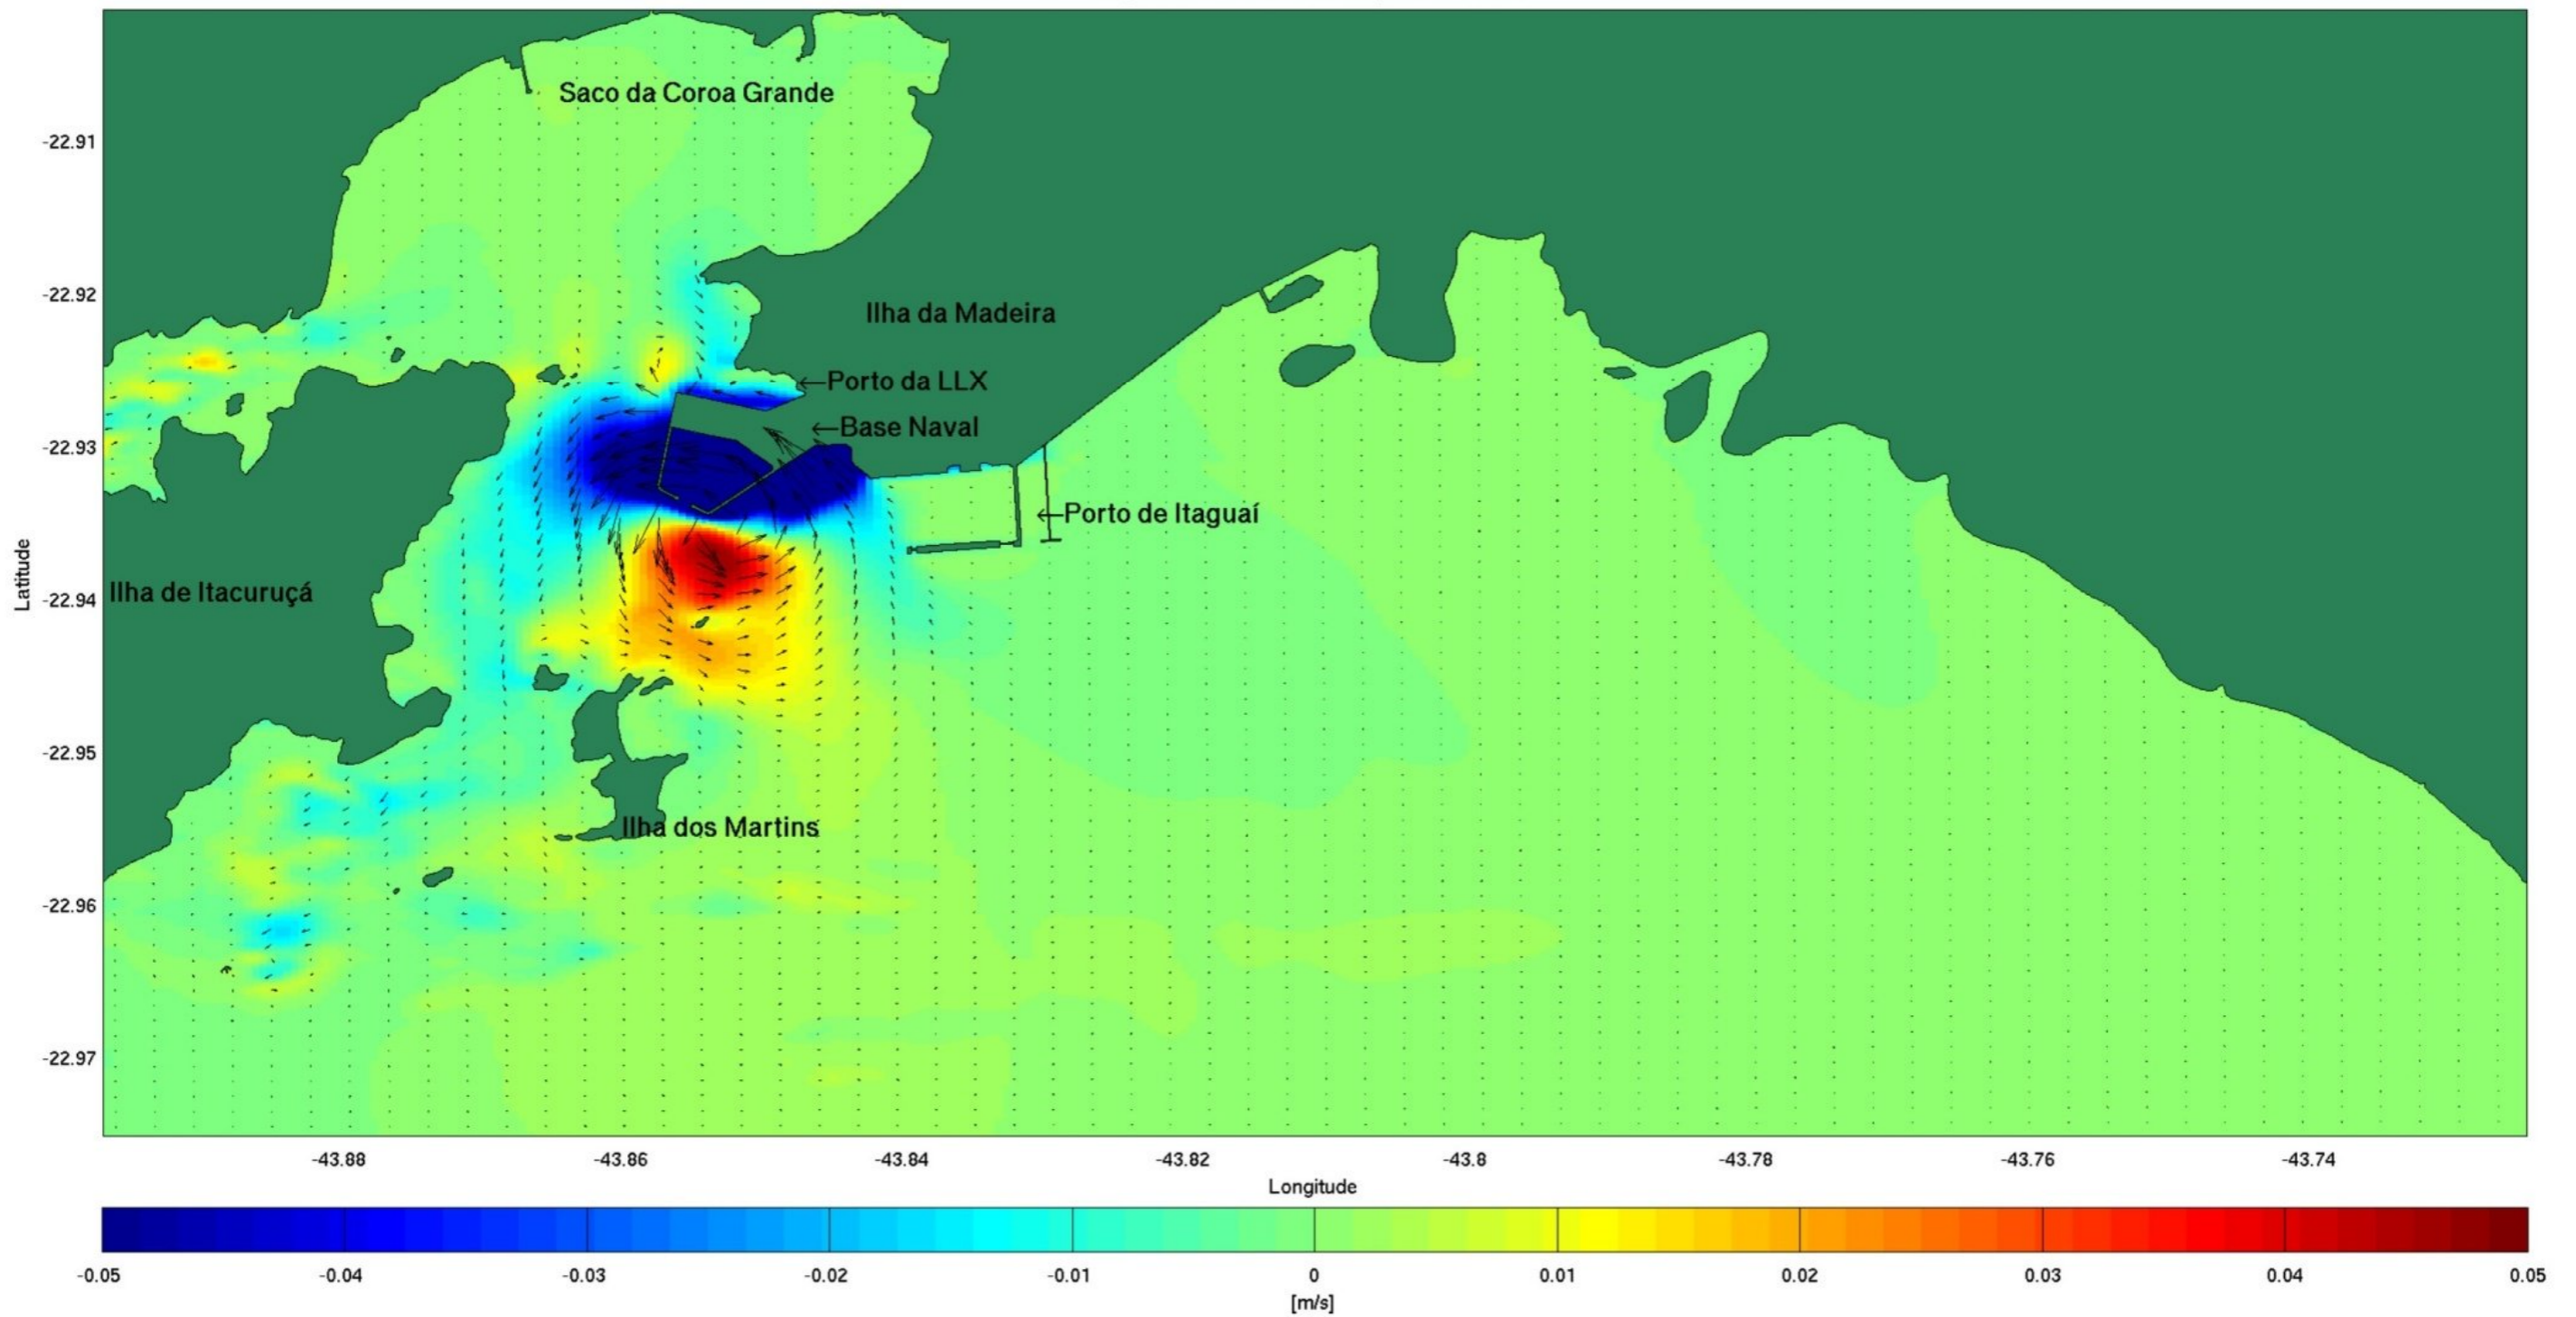 Saco da Coroa Grande
-22.91
-22.92
Ilha da Madeira
←Porto da LLX
←Base Naval
-22.93
←Porto de Itaguaí
Latitude
Ilha de Itacuruçá
-22.94
-22.95
Ilha dos Martins
-22.96
-22.97
-43.88 -43.86 -43.84 -43.82 -43.8 -43.78 -43.76 -43.74
Longitude
-0.05 -0.04 -0.03 -0.02 -0.01 0 0.01 0.02 0.03 0.04 0.05
[m/s]